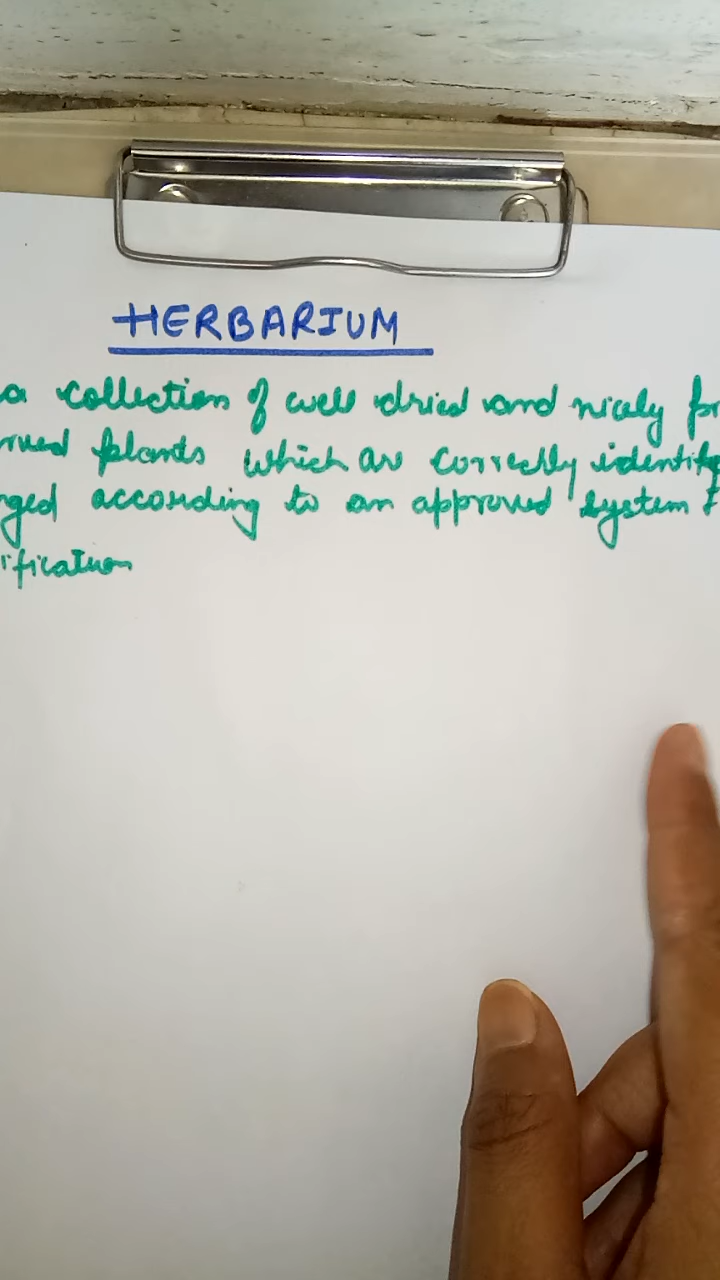 HERBARIUM
a collection of well dried and nicely
plants which are correctly
according to an approved system